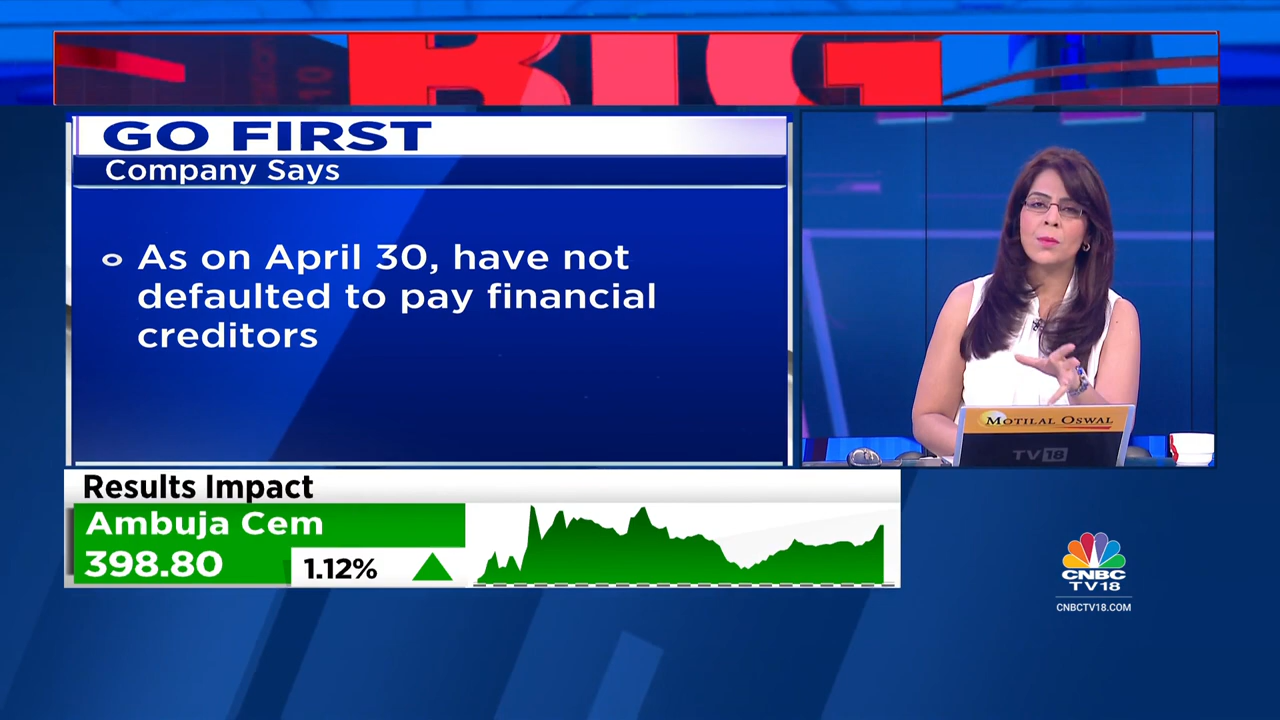 BIG
GO FIRST
Company Says
As on April 30, have not
defaulted to pay financial
creditors
MOTILAL OSWAL
TV18
Results Impact
Ambuja Cem
398.80
1.12%
CNBC
TV18
CNBCTV18.COM